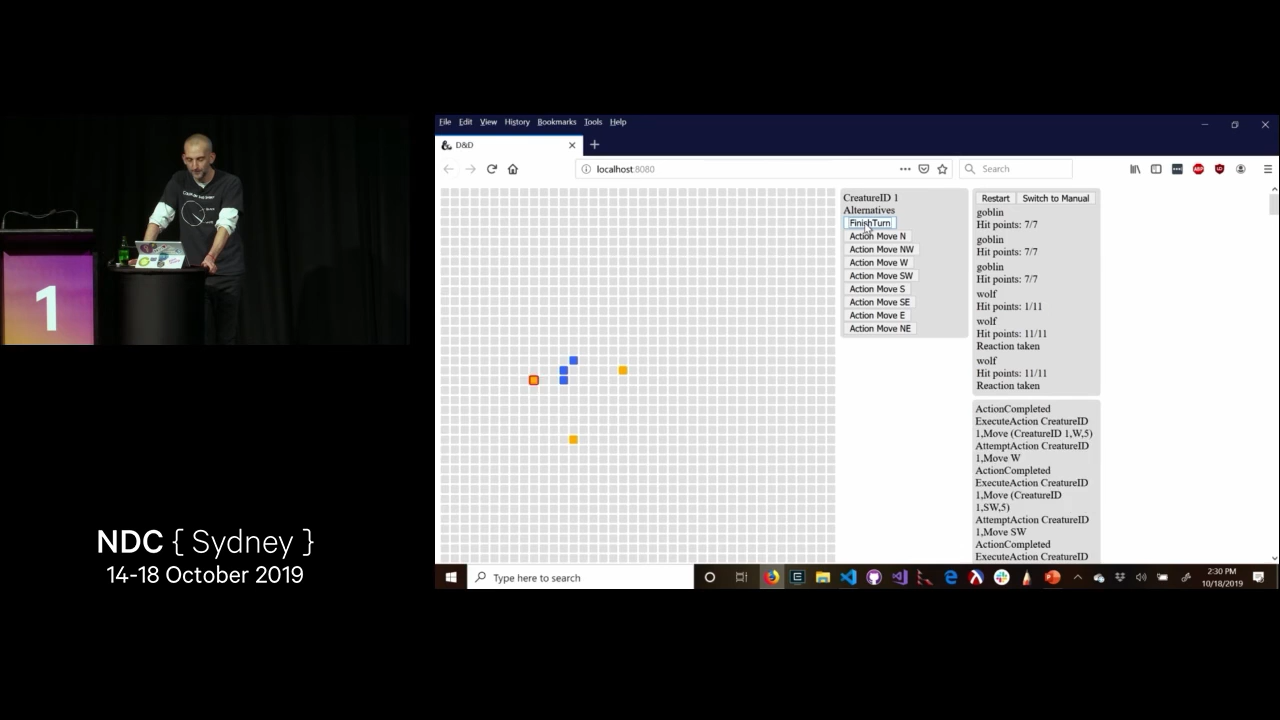 1
NDC { Sydney }
14-18 October 2019
File Edit View History Bookmarks Tools Help
D&D
localhost:8080
Search
CreatureID 1
Alternatives
FinishTurn
Action Move N
Action Move NW
Action Move W
Action Move SW
Action Move S
Action Move SE
Action Move E
Action Move NE
Restart Switch to Manual
goblin
Hit points: 7/7
goblin
Hit points: 7/7
goblin
Hit points: 7/7
wolf
Hit points: 1/11
wolf
Hit points: 11/11
Reaction taken
wolf
Hit points: 11/11
Reaction taken
ActionCompleted
ExecuteAction CreatureID
1,Move (CreatureID 1,W,5)
AttemptAction CreatureID
1,Move W
ActionCompleted
ExecuteAction CreatureID
1,Move (CreatureID
1,SW,5)
AttemptAction CreatureID
1,Move SW
ActionCompleted
ExecuteAction CreatureID
Type here to search
2:30 PM
10/18/2019